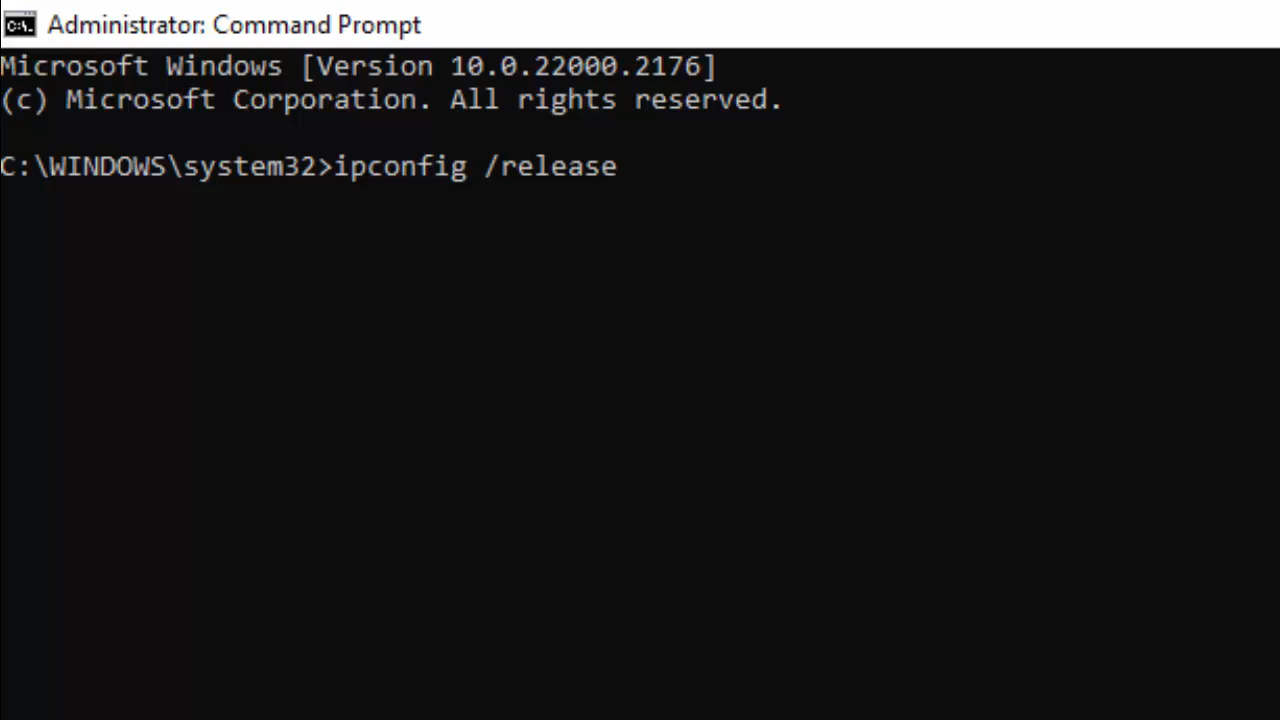 Administrator: Command Prompt
Microsoft Windows [Version 10.0.22000.2176]
(c) Microsoft Corporation. All rights reserved.
C:\WINDOWS\system32>ipconfig /release